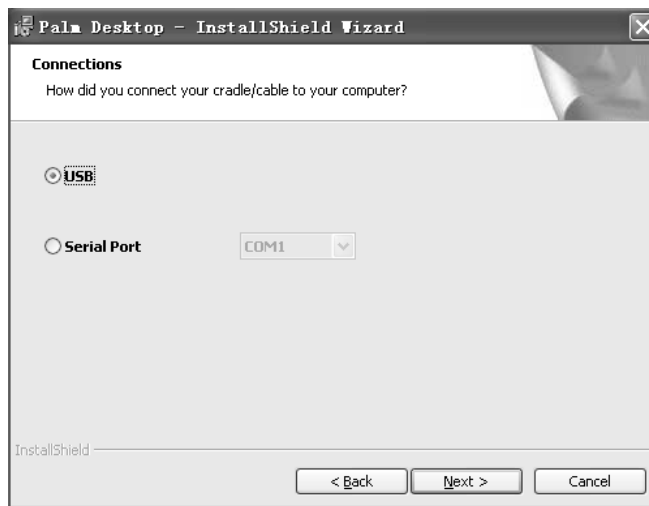 Palm Desktop - InstallShield Wizard
Connections
How did you connect your cradle/cable to your computer?
USB
Serial Port COM1
InstallShield
< Back Next > Cancel